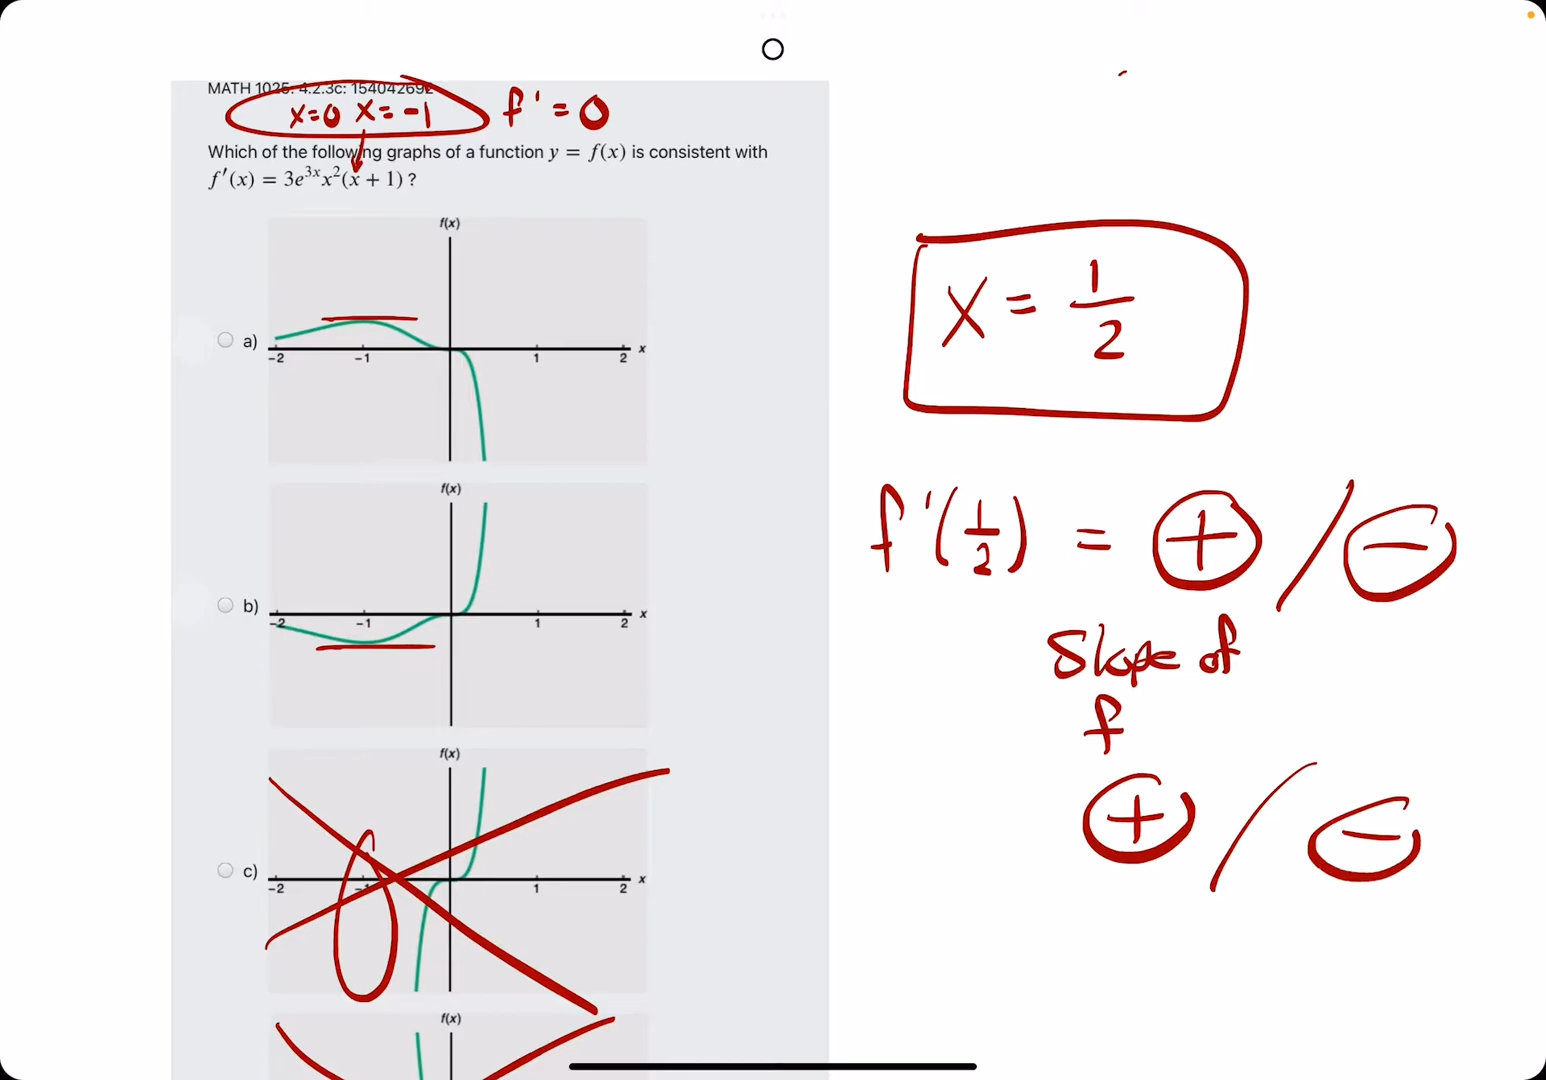 MATH 1025: 4.2.3c: 15404269
x=0 x=-1 f' = 0
Which of the following graphs of a function y = f(x) is consistent with
f'(x) = 3e^{3x}x^2(x + 1) ?
f(x)
a)
-2 -1 1 2 x
f(x)
b)
-2 -1 1 2 x
f(x)
c)
-2 -1 1 2 x
f(x)
x = 1/2
f'(1/2) = + / -
Slope of
f
+ / -